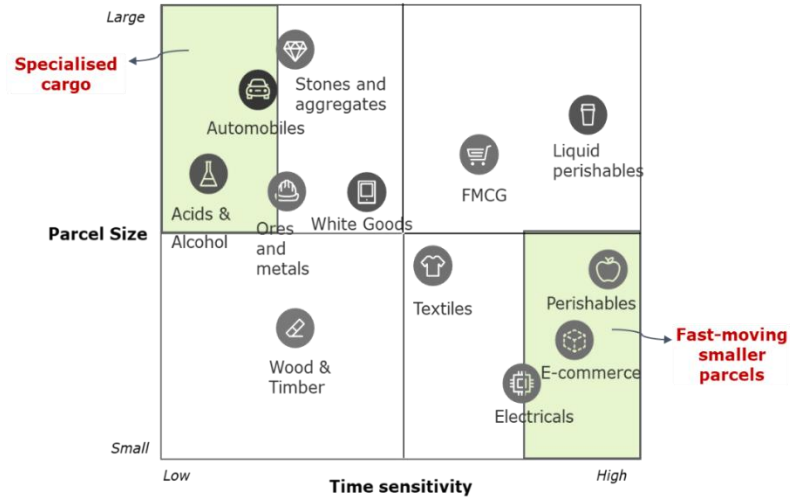 Large
Specialised
cargo
Stones and
aggregates
Automobiles
Liquid
perishables
FMCG
Acids &
Alcohol
Ores
and
metals
White Goods
Parcel Size
Textiles
Perishables
Fast-moving
smaller
parcels
Wood &
Timber
E-commerce
Electricals
Small
Low
Time sensitivity
High